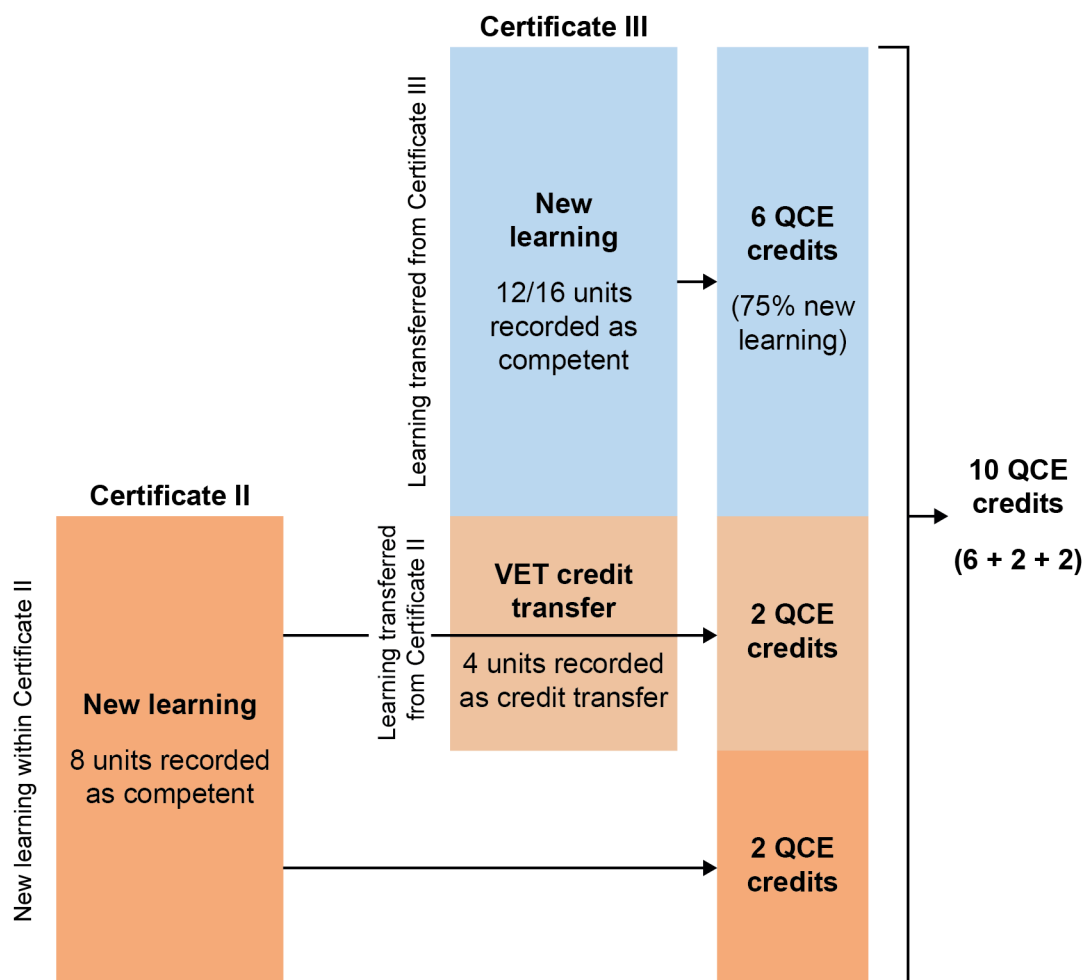 Certificate III
Learning transferred from Certificate III
New
learning
12/16 units
recorded as
competent
6 QCE
credits
(75% new
learning)
10 QCE
credits
(6 + 2 + 2)
Certificate II
New learning within Certificate II
New learning
8 units recorded
as competent
Learning transferred
from Certificate II
VET credit
transfer
4 units recorded
as credit transfer
2 QCE
credits
2 QCE
credits